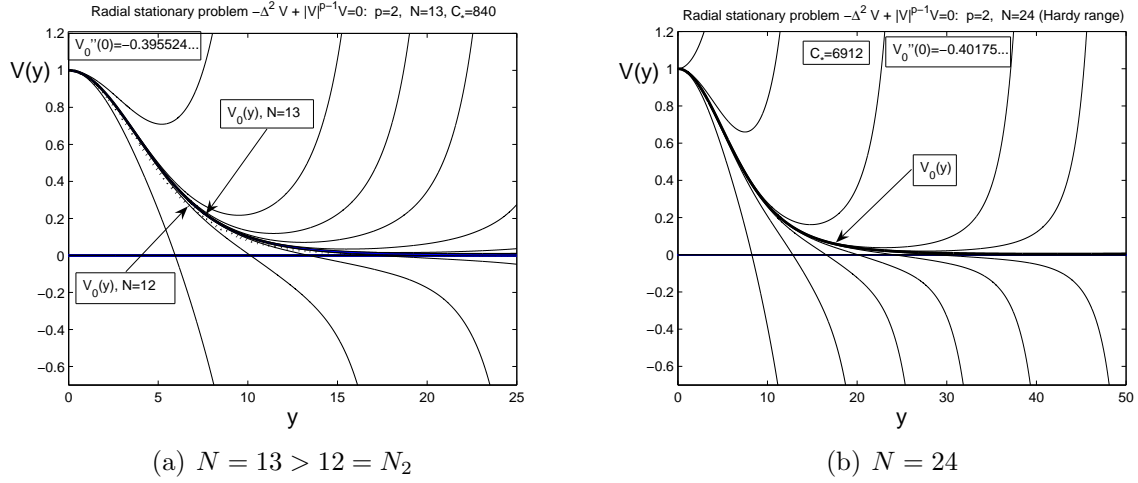 Radial stationary problem −Δ² V + |V|ᵖ⁻¹V=0: p=2, N=13, C*=840
V₀''(0)=−0.395524...
V₀(y), N=13
V₀(y), N=12
V(y)
1.2
1
0.8
0.6
0.4
0.2
0
−0.2
−0.4
−0.6
0 5 10 15 20 25
y
(a) N = 13 > 12 = N₂
Radial stationary problem −Δ² V + |V|ᵖ⁻¹V=0: p=2, N=24 (Hardy range)
C*=6912
V₀''(0)=−0.40175...
V₀(y)
V(y)
1.2
1
0.8
0.6
0.4
0.2
0
−0.2
−0.4
−0.6
0 10 20 30 40 50
y
(b) N = 24